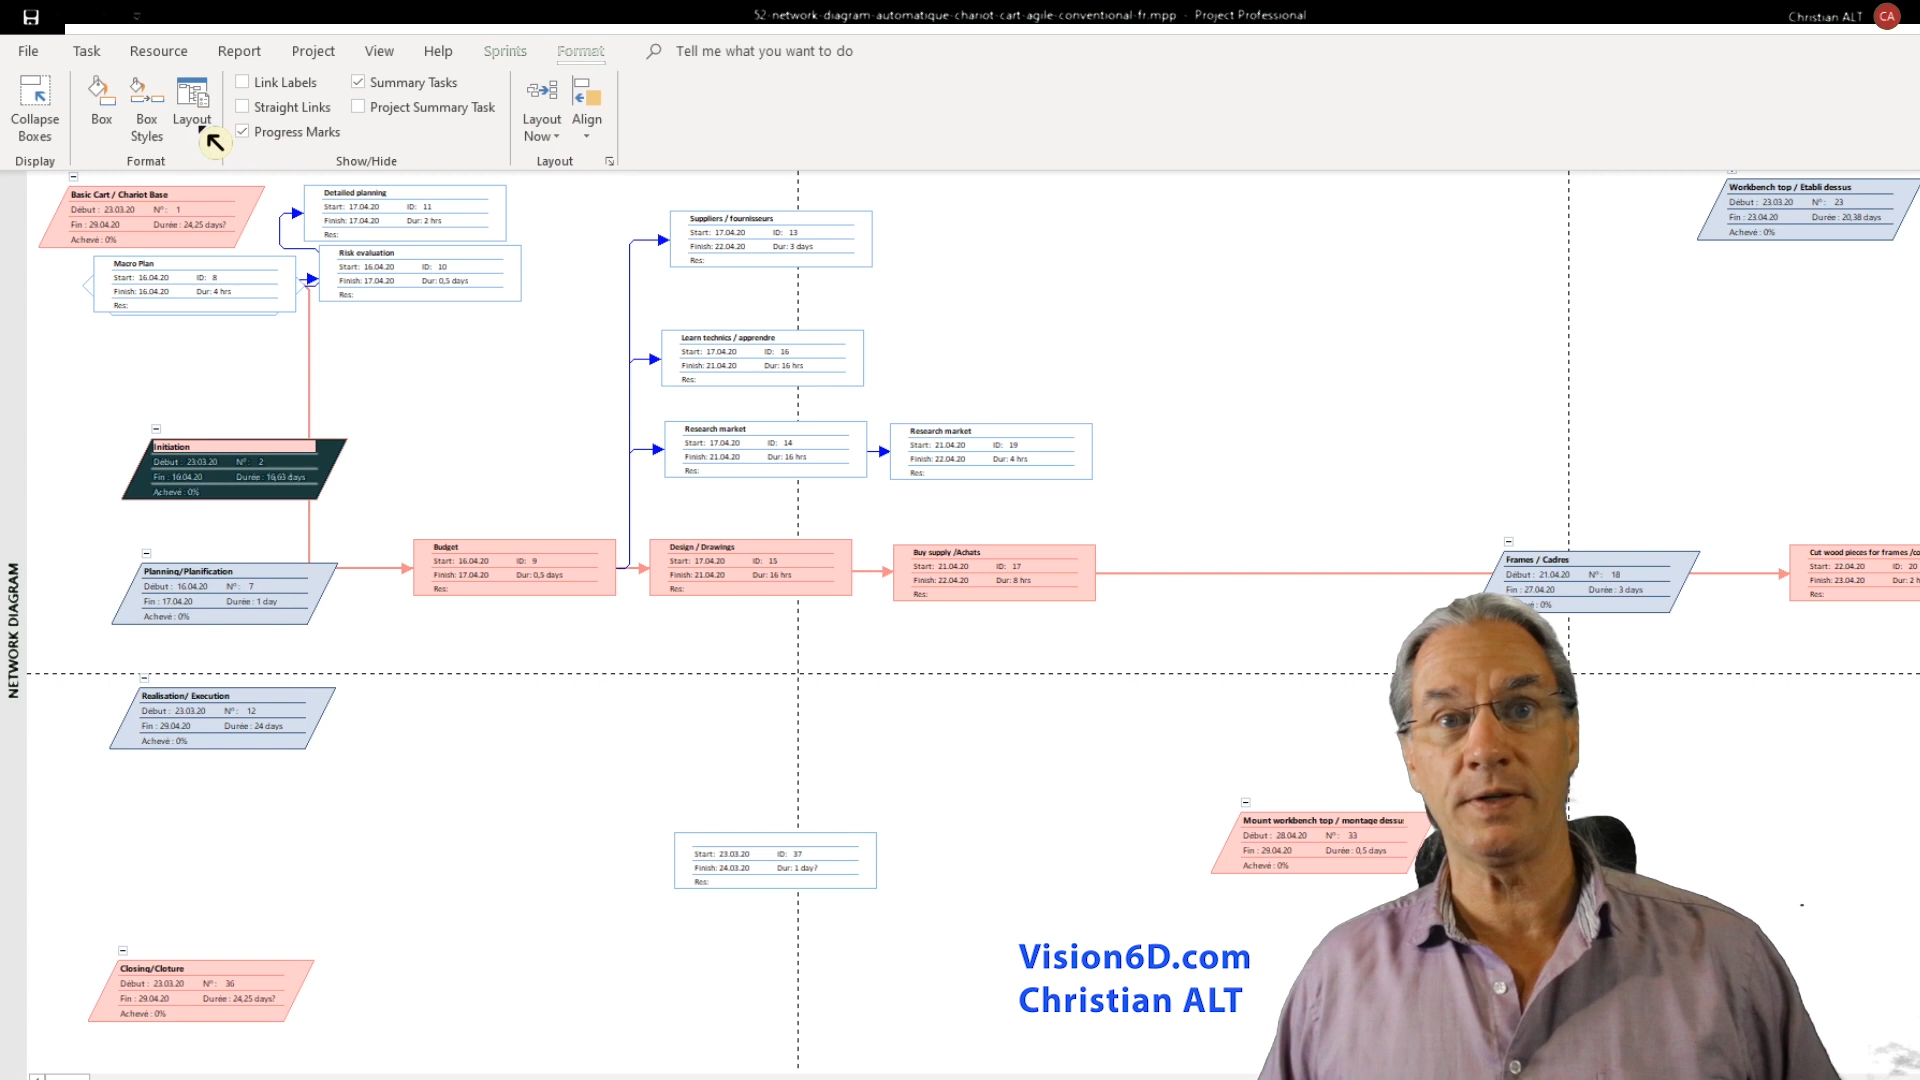 52-network-diagram-automatique-chariot-cart-agile-conventional-fr.mpp - Project Professional
Christian ALT
CA
File Task Resource Report Project View Help Sprints Format Tell me what you want to do
Link Labels Summary Tasks
Straight Links Project Summary Task
Progress Marks
Collapse Boxes
Box
Box Styles
Layout
Layout Now
Align
Display Format Show/Hide Layout
NETWORK DIAGRAM
Basic Cart / Chariot Base
Début : 23.03.20 N° : 1
Fin : 29.04.20 Durée : 24,25 days?
Achevé : 0%
Detailed planning
Start: 17.04.20 ID: 11
Finish: 17.04.20 Dur: 2 hrs
Res:
Macro Plan
Start: 16.04.20 ID: 8
Finish: 16.04.20 Dur: 4 hrs
Res:
Risk evaluation
Start: 16.04.20 ID: 10
Finish: 17.04.20 Dur: 0,5 days
Res:
Suppliers / fournisseurs
Start: 17.04.20 ID: 13
Finish: 22.04.20 Dur: 3 days
Res:
Workbench top / Etabli dessus
Début : 23.03.20 N° : 23
Fin : 23.04.20 Durée : 20,38 days
Achevé : 0%
Learn technics / apprendre
Start: 17.04.20 ID: 16
Finish: 21.04.20 Dur: 16 hrs
Res:
Research market
Start: 17.04.20 ID: 14
Finish: 21.04.20 Dur: 16 hrs
Res:
Research market
Start: 21.04.20 ID: 19
Finish: 22.04.20 Dur: 4 hrs
Res:
Initiation
Début : 23.03.20 N° : 2
Fin : 16.04.20 Durée : 16,63 days
Achevé : 0%
Planning/Planification
Début : 16.04.20 N° : 7
Fin : 17.04.20 Durée : 1 day
Achevé : 0%
Budget
Start: 16.04.20 ID: 9
Finish: 17.04.20 Dur: 0,5 days
Res:
Design / Drawings
Start: 17.04.20 ID: 15
Finish: 21.04.20 Dur: 16 hrs
Res:
Buy supply /Achats
Start: 21.04.20 ID: 17
Finish: 22.04.20 Dur: 8 hrs
Res:
Frames / Cadres
Début : 21.04.20 N° : 18
Fin : 27.04.20 Durée : 3 days
: 0%
Cut wood pieces for frames /co
Start: 22.04.20 ID: 20
Finish: 23.04.20 Dur: 2 h
Res:
Realisation/ Execution
Début : 23.03.20 N° : 12
Fin : 29.04.20 Durée : 24 days
Achevé : 0%
Start: 23.03.20 ID: 37
Finish: 24.03.20 Dur: 1 day?
Res:
Mount workbench top / montage dessu
Début : 28.04.20 N° : 33
Fin : 29.04.20 Durée : 0,5 days
Achevé : 0%
Closing/Cloture
Début : 23.03.20 N° : 36
Fin : 29.04.20 Durée : 24,25 days?
Achevé : 0%
Vision6D.com
Christian ALT